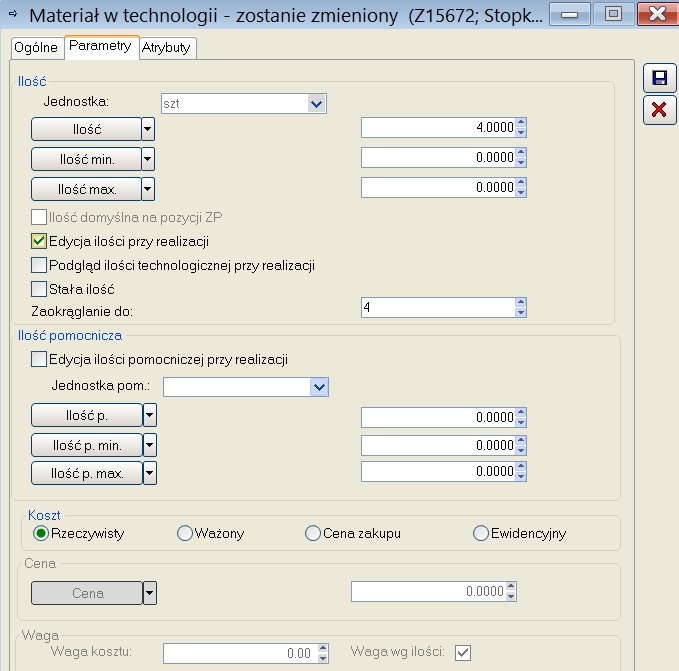 Materiał w technologii - zostanie zmieniony (Z15672; Stopk...
Ogólne Parametry Atrybuty
Ilość
Jednostka: szt
Ilość 4.0000
Ilość min. 0.0000
Ilość max. 0.0000
Ilość domyślna na pozycji ZP
Edycja ilości przy realizacji
Podgląd ilości technologicznej przy realizacji
Stała ilość
Zaokrąglanie do: 4
Ilość pomocnicza
Edycja ilości pomocniczej przy realizacji
Jednostka pom.:
Ilość p. 0.0000
Ilość p. min. 0.0000
Ilość p. max. 0.0000
Koszt
Rzeczywisty Ważony Cena zakupu Ewidencyjny
Cena
Cena 0.0000
Waga
Waga kosztu: 0.00 Waga wg ilości: